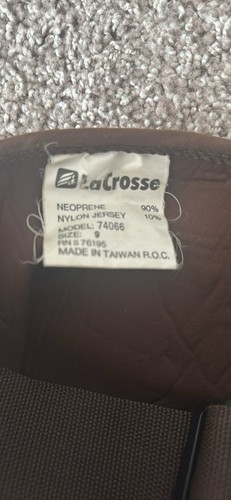 LaCrosse
NEOPRENE 90%
NYLON JERSEY 10%
MODEL: 74066
SIZE: 9
RN # 76195
MADE IN TAIWAN R.O.C.